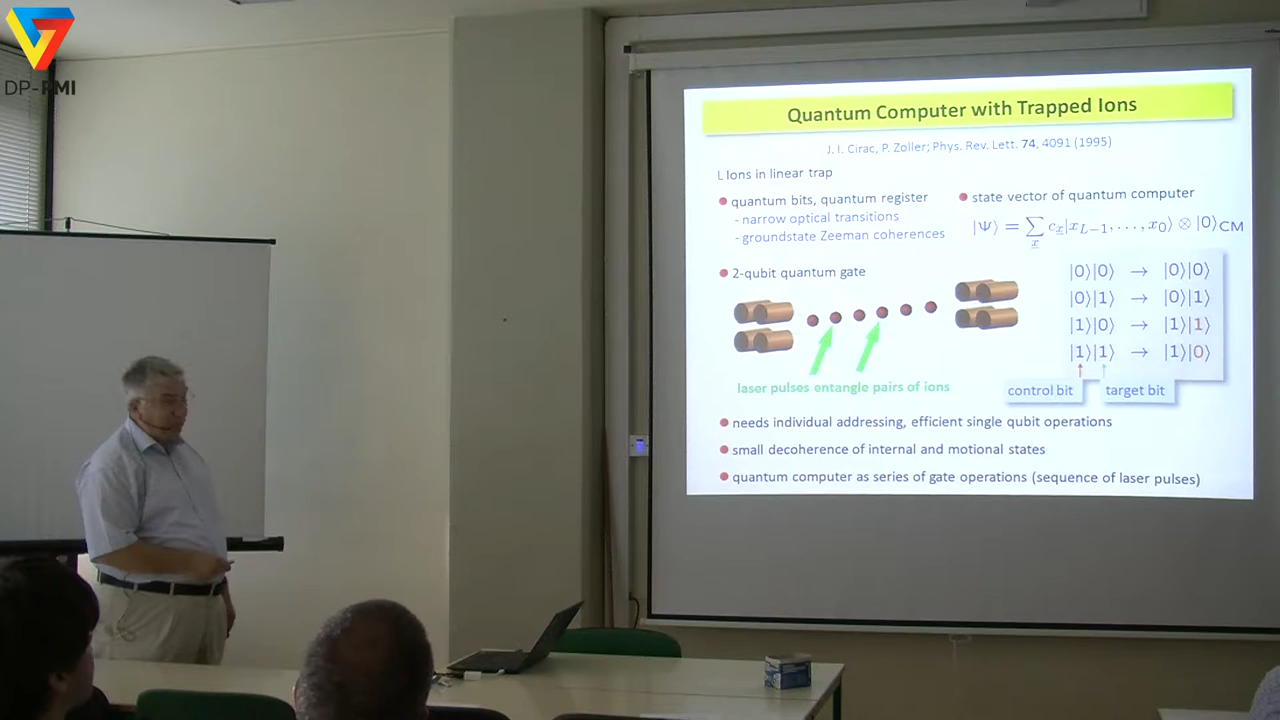 DP-PMI
Quantum Computer with Trapped Ions
J. I. Cirac, P. Zoller; Phys. Rev. Lett. 74, 4091 (1995)
L Ions in linear trap
● quantum bits, quantum register
- narrow optical transitions
- groundstate Zeeman coherences
● state vector of quantum computer
|Ψ⟩ = ∑ₓ cₓ|x_{L−1}, . . . , x₀⟩ ⊗ |0⟩CM
● 2-qubit quantum gate
|0⟩|0⟩ → |0⟩|0⟩
|0⟩|1⟩ → |0⟩|1⟩
|1⟩|0⟩ → |1⟩|1⟩
|1⟩|1⟩ → |1⟩|0⟩
control bit
target bit
laser pulses entangle pairs of ions
● needs individual addressing, efficient single qubit operations
● small decoherence of internal and motional states
● quantum computer as series of gate operations (sequence of laser pulses)